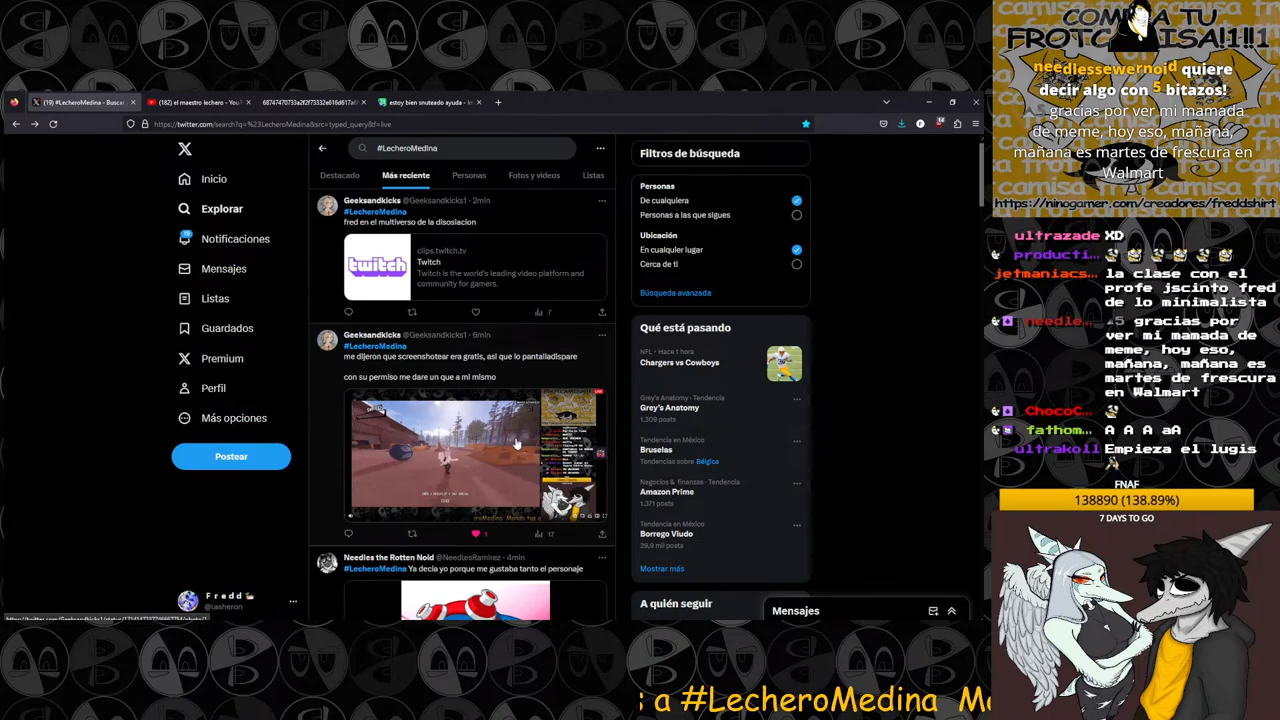 (19) #LecheroMedina - Buscar
(182) el maestro lechero - YouT
estoy bien snuteado ayuda - le
https://twitter.com/search?q=%23LecheroMedina&src=typed_query&f=live
14
Inicio
Explorar
19
Notificaciones
Mensajes
Listas
Guardados
Premium
Perfil
Más opciones
Postear
Fredd
@lasheron
#LecheroMedina
Destacado
Más reciente
Personas
Fotos y videos
Listas
Geeksandkicks @Geeksandkicks1 · 2min
#LecheroMedina
fred en el multiverso de la disosiacion
clips.twitch.tv
Twitch
Twitch is the world's leading video platform and
community for gamers.
twitch
7
Geeksandkicks @Geeksandkicks1 · 6min
#LecheroMedina
me dijeron que screenshotear era gratis, asi que lo pantalladispare
con su permiso me dare un que a mi mismo
1
17
Needles the Rotten Noid @NeedlesRamirez · 4min
#LecheroMedina Ya decia yo porque me gustaba tanto el personaje
Filtros de búsqueda
Personas
De cualquiera
Personas a las que sigues
Ubicación
En cualquier lugar
Cerca de ti
Búsqueda avanzada
Qué está pasando
NFL · Hace 1 hora
Chargers vs Cowboys
Grey's Anatomy · Tendencia
Grey's Anatomy
1,309 posts
Tendencia en México
Bruselas
Tendencias sobre Bélgica
Negocios & finanzas · Tendencia
Amazon Prime
1,371 posts
Tendencia en México
Borrego Viudo
29,9 mil posts
Mostrar más
A quién seguir
Mensajes
needlessewernoid quiere
decir algo con 5 bitazos!
gracias por ver mi mamada
de meme, hoy eso, mañana,
mañana es martes de frescura en
Walmart
https://ninogamer.com/creadores/freddshirt
ultrazade XD
producti…
jetmaniacs…
la clase con el
profe jscinto fred
de lo minimalista
needle…
5 gracias por
ver mi mamada de
meme, hoy eso,
mañana, mañana es
martes de frescura
en Walmart
ChocoC…
fathom… A A A aA
ultrakoll Empieza el lugis
FNAF
138890 (138.89%)
7 DAYS TO GO
a #LecheroMedina